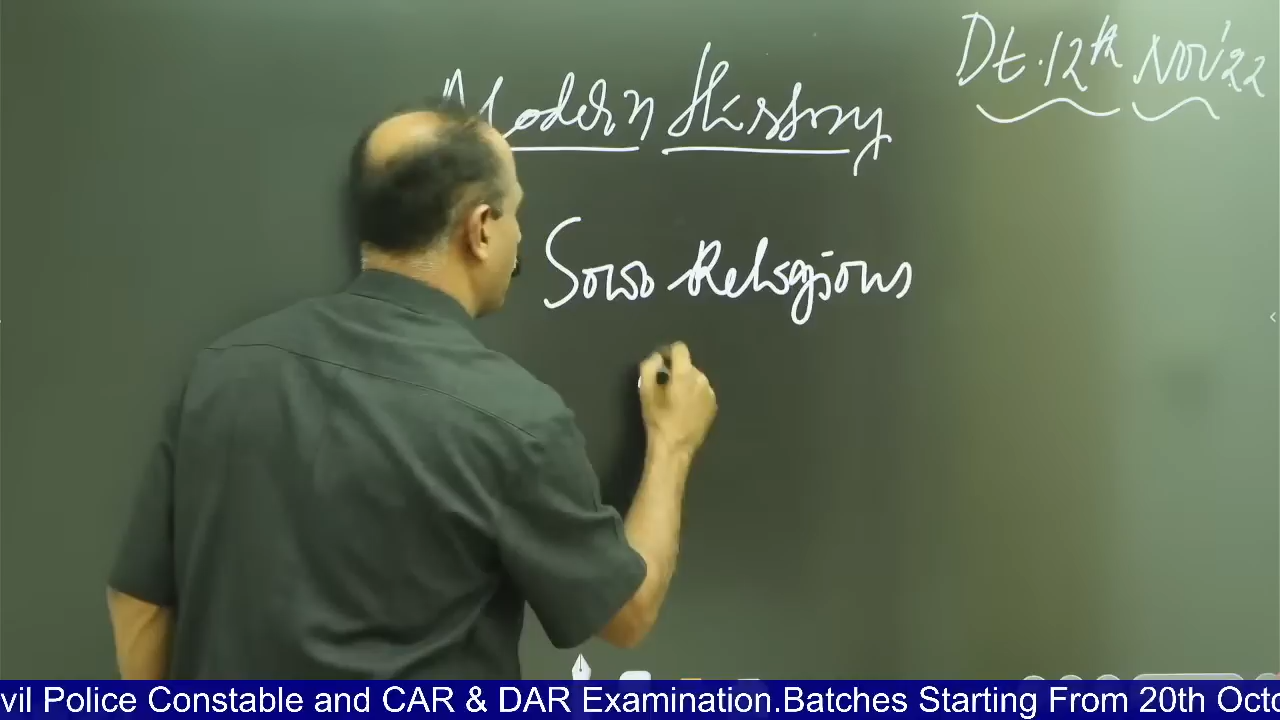 Dt. 12th Nov'22
Modern History
Socio Religious
vil Police Constable and CAR & DAR Examination.Batches Starting From 20th Octo